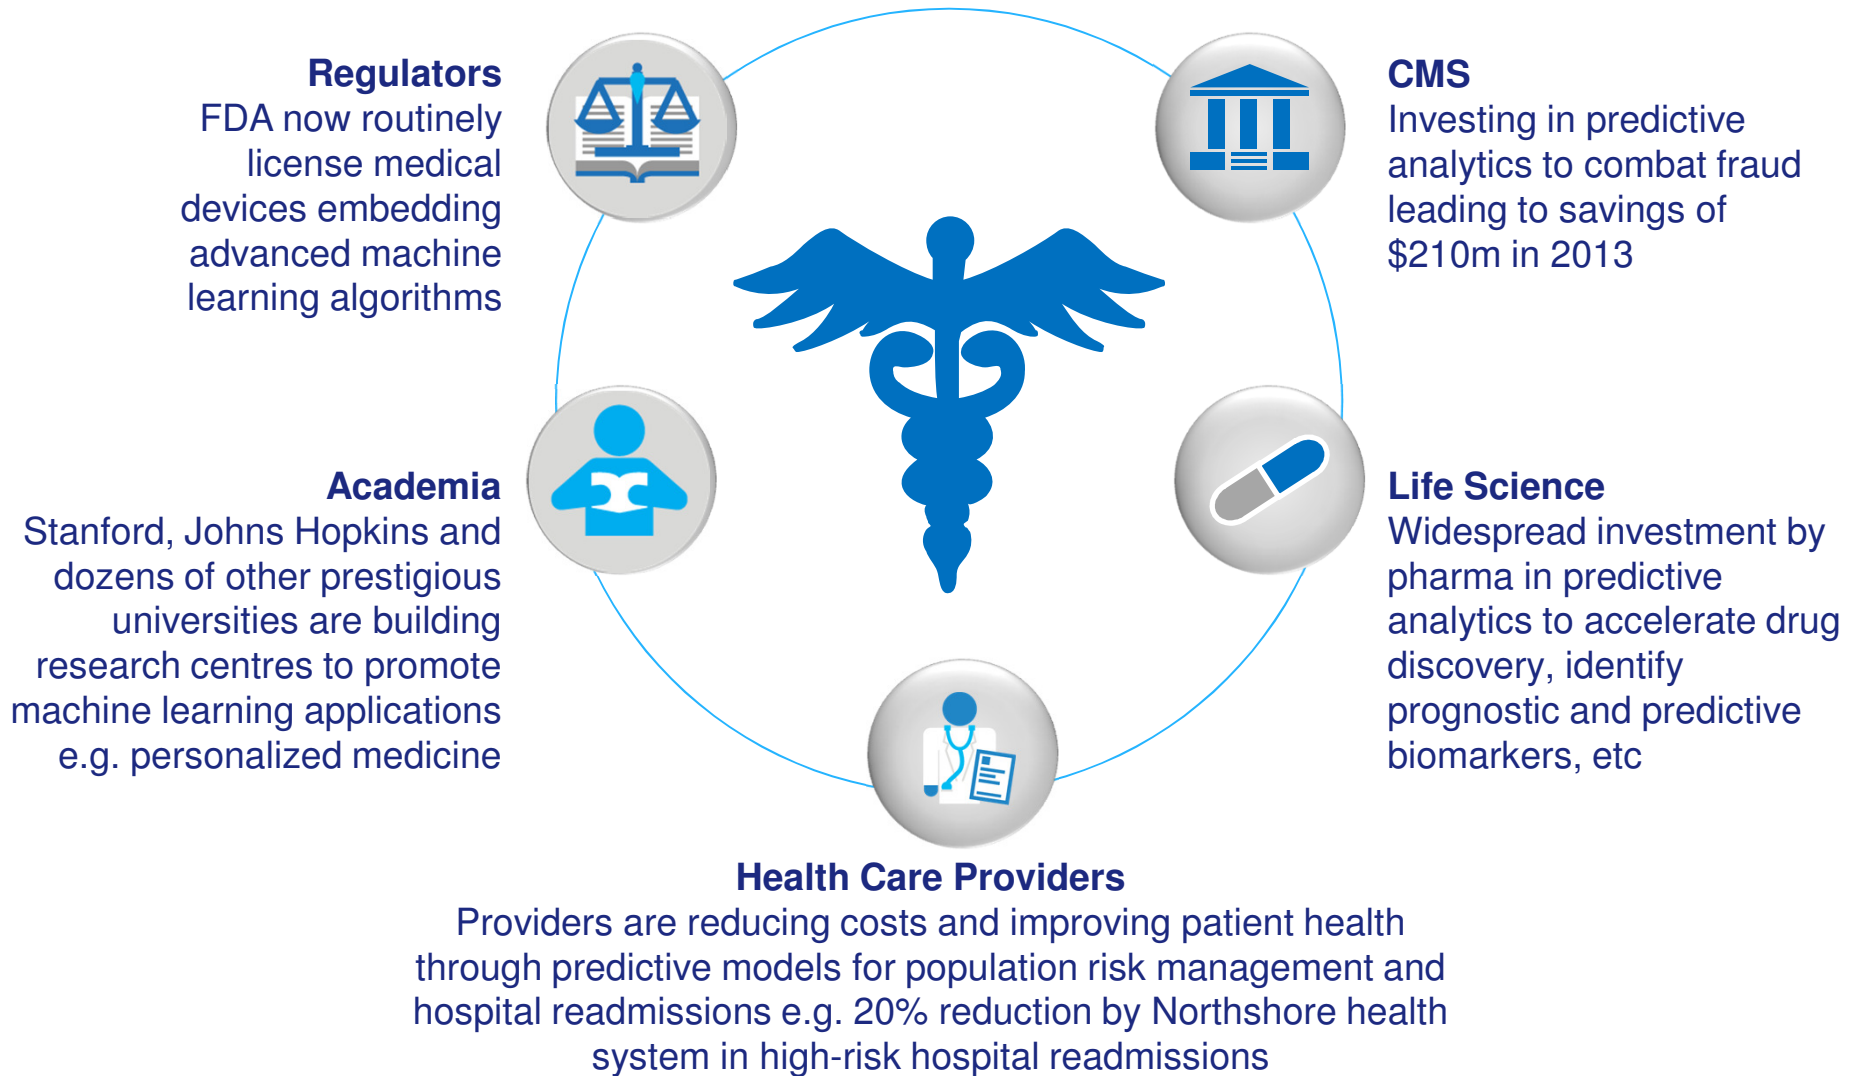 Regulators
FDA now routinely
license medical
devices embedding
advanced machine
learning algorithms
CMS
Investing in predictive
analytics to combat fraud
leading to savings of
$210m in 2013
Academia
Stanford, Johns Hopkins and
dozens of other prestigious
universities are building
research centres to promote
machine learning applications
e.g. personalized medicine
Life Science
Widespread investment by
pharma in predictive
analytics to accelerate drug
discovery, identify
prognostic and predictive
biomarkers, etc
Health Care Providers
Providers are reducing costs and improving patient health
through predictive models for population risk management and
hospital readmissions e.g. 20% reduction by Northshore health
system in high-risk hospital readmissions